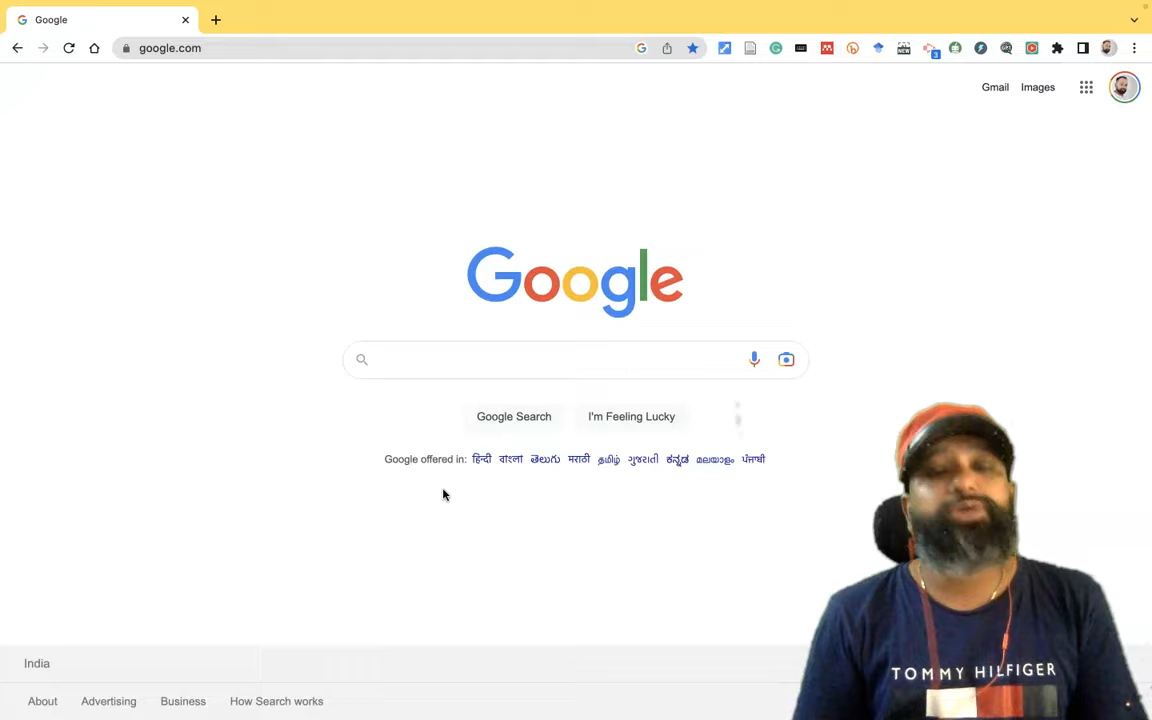 Google
google.com
3
Gmail Images
Google
Google Search I'm Feeling Lucky
Google offered in: हिन्दी বাংলা తెలుగు मराठी தமிழ் ગુજરાતી ಕನ್ನಡ മലയാളം ਪੰਜਾਬੀ
India
TOMMY HILFIGER
About Advertising Business How Search works